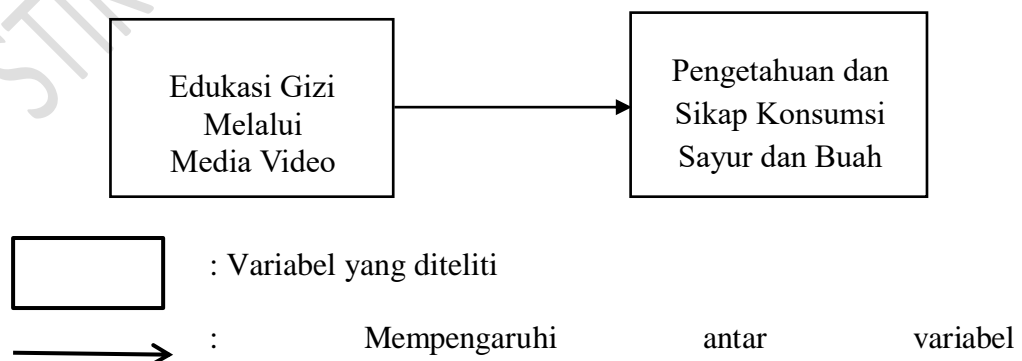 Edukasi Gizi
Melalui
Media Video
Pengetahuan dan
Sikap Konsumsi
Sayur dan Buah
: Variabel yang diteliti
: Mempengaruhi antar variabel